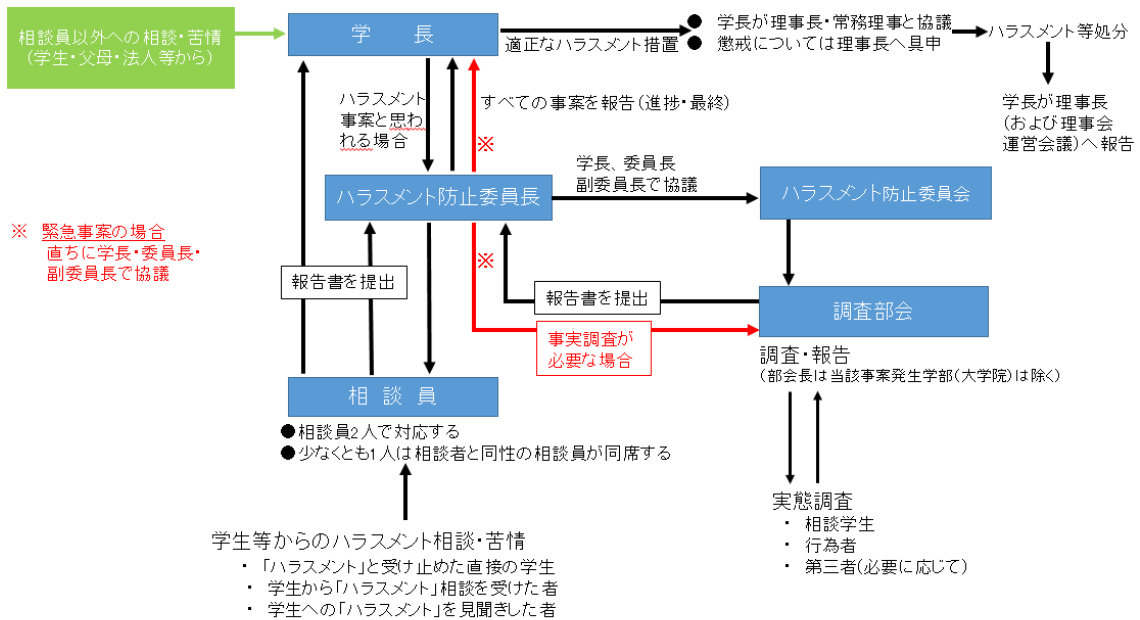 相談員以外への相談・苦情
(学生・父母・法人等から)
学 長
適正なハラスメント措置
● 学長が理事長・常務理事と協議
● 懲戒については理事長へ具申
ハラスメント等処分
学長が理事長
(および理事会
運営会議)へ報告
ハラスメント
事案と思わ
れる場合
すべての事案を報告(進捗・最終)
※
ハラスメント防止委員長
学長、委員長
副委員長で協議
ハラスメント防止委員会
※ 緊急事案の場合
直ちに学長・委員長・
副委員長で協議
※
報告書を提出
報告書を提出
調査部会
事実調査が
必要な場合
調査・報告
(部会長は当該事案発生学部(大学院)は除く)
相 談 員
●相談員2人で対応する
●少なくとも1人は相談者と同性の相談員が同席する
実態調査
・ 相談学生
・ 行為者
・ 第三者(必要に応じて)
学生等からのハラスメント相談・苦情
・ 「ハラスメント」と受け止めた直接の学生
・ 学生から「ハラスメント」相談を受けた者
・ 学生への「ハラスメント」を見聞きした者